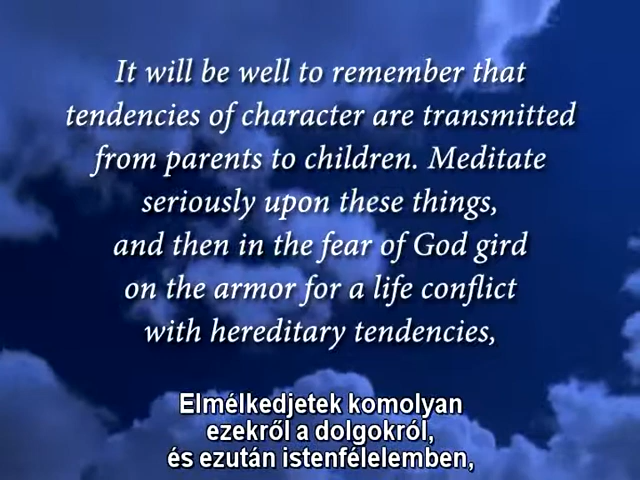 It will be well to remember that
tendencies of character are transmitted
from parents to children. Meditate
seriously upon these things,
and then in the fear of God gird
on the armor for a life conflict
with hereditary tendencies,
Elmélkedjetek komolyan
ezekről a dolgokról,
és ezután istenfélelemben,